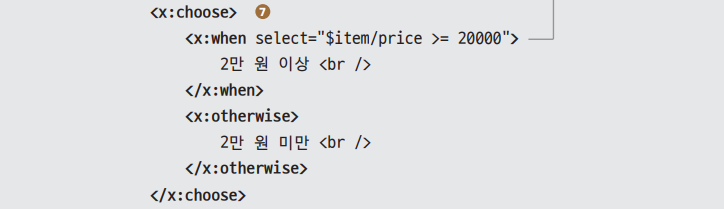 <x:choose> 7
<x:when select="$item/price >= 20000">
2만 원 이상 <br />
</x:when>
<x:otherwise>
2만 원 미만 <br />
</x:otherwise>
</x:choose>